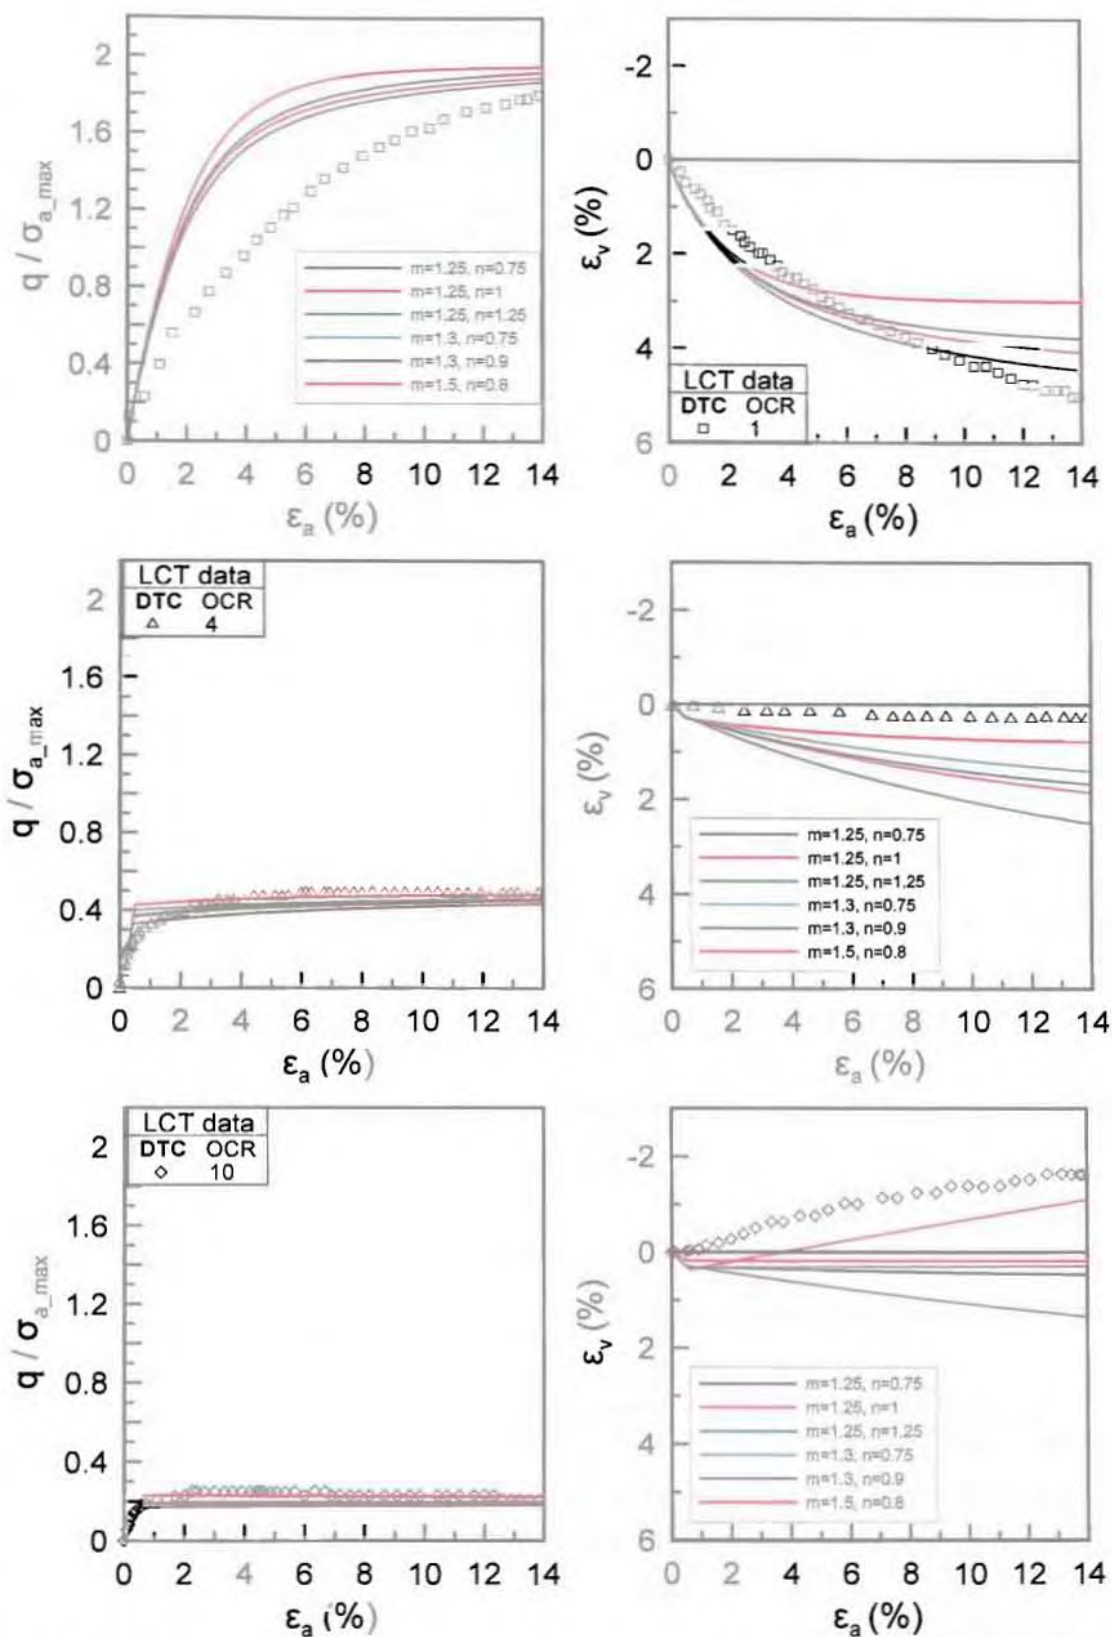 2
1.6
1.2
0.8
0.4
0
q / σa_max
m=1.25, n=0.75
m=1.25, n=1
m=1.25, n=1.25
m=1.3, n=0.75
m=1.3, n=0.9
m=1.5, n=0.8
0 2 4 6 8 10 12 14
εa (%)
-2
0
2
4
6
εv (%)
LCT data
DTC OCR
1
0 2 4 6 8 10 12 14
εa (%)
LCT data
DTC OCR
4
2
1.6
1.2
0.8
0.4
0
q / σa_max
0 2 4 6 8 10 12 14
εa (%)
-2
0
2
4
6
εv (%)
m=1.25, n=0.75
m=1.25, n=1
m=1.25, n=1.25
m=1.3, n=0.75
m=1.3, n=0.9
m=1.5, n=0.8
0 2 4 6 8 10 12 14
εa (%)
LCT data
DTC OCR
10
2
1.6
1.2
0.8
0.4
0
q / σa_max
0 2 4 6 8 10 12 14
εa (%)
-2
0
2
4
6
εv (%)
m=1.25, n=0.75
m=1.25, n=1
m=1.25, n=1.25
m=1.3, n=0.75
m=1.3, n=0.9
m=1.5, n=0.8
0 2 4 6 8 10 12 14
εa (%)